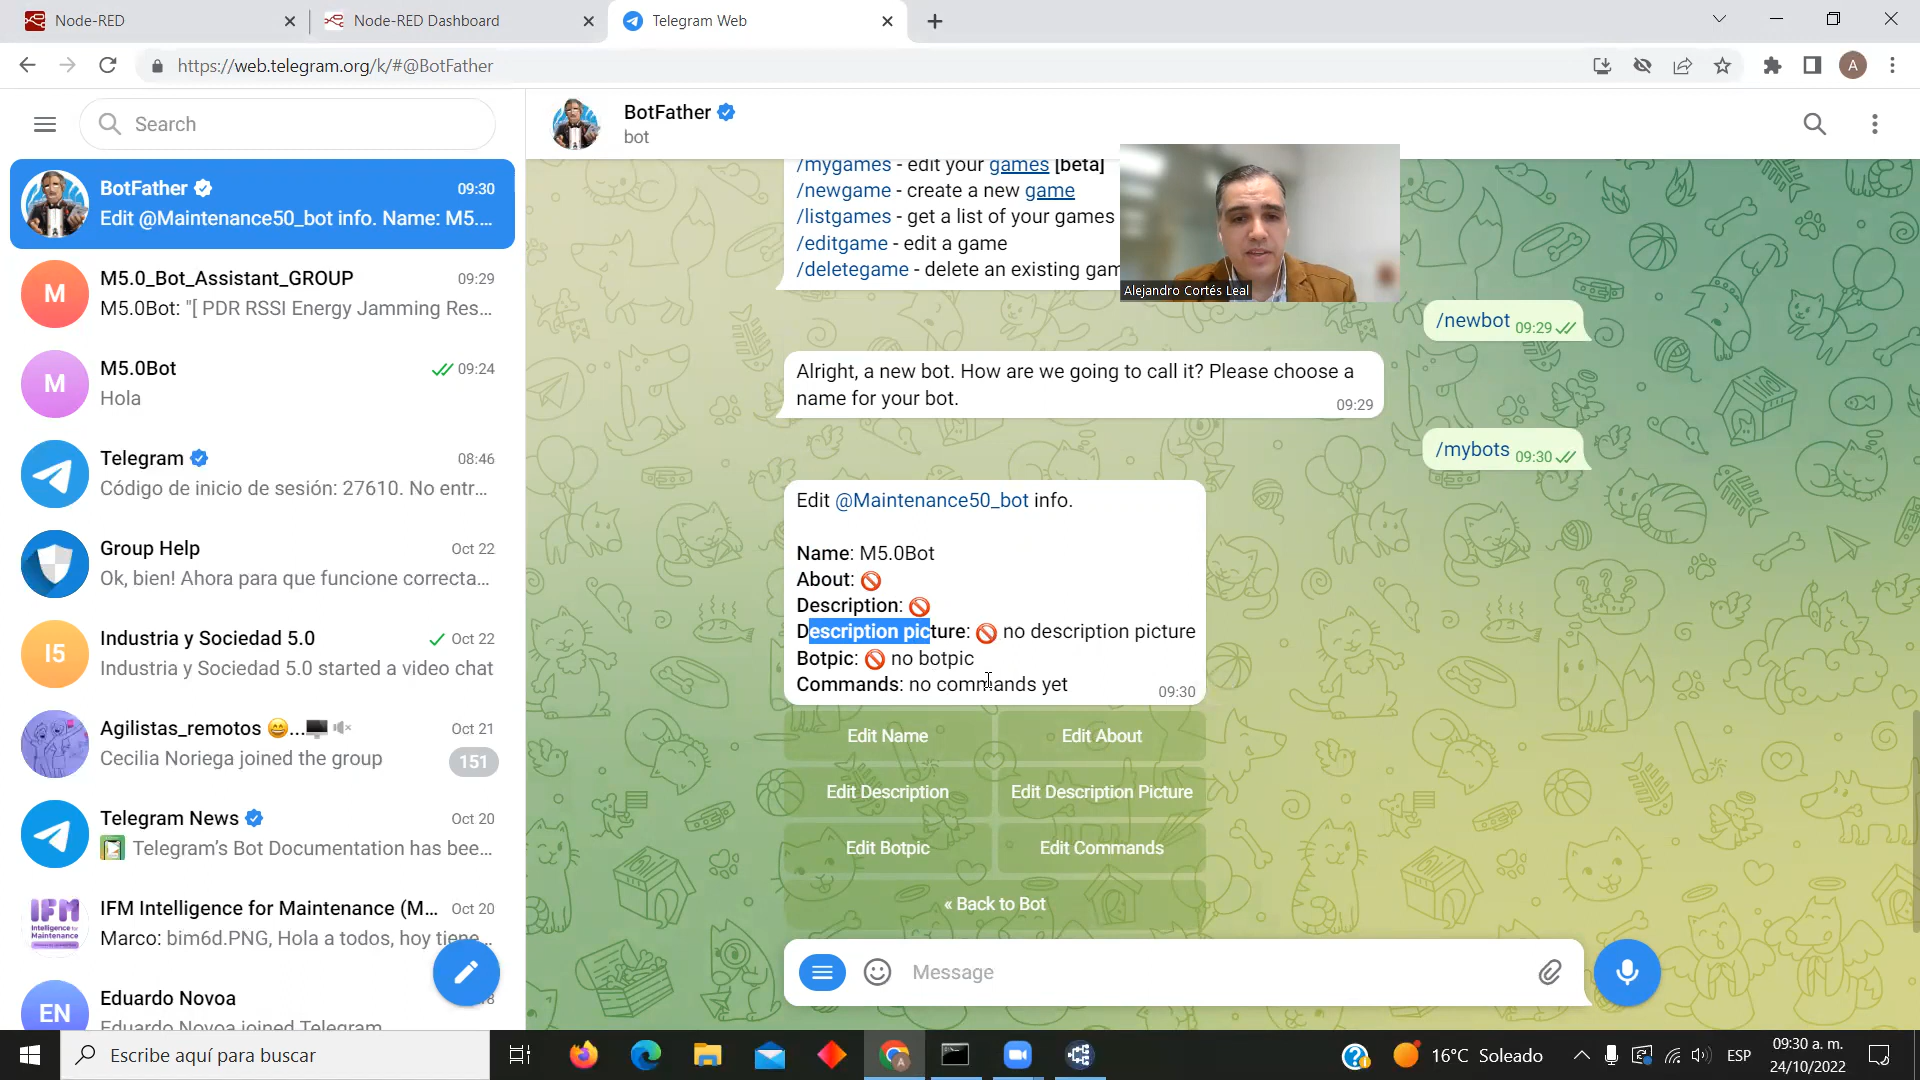 Node-RED
Node-RED Dashboard
Telegram Web
https://web.telegram.org/k/#@BotFather
A
Search
BotFather
09:30
Edit @Maintenance50_bot info. Name: M5....
M
M5.0_Bot_Assistant_GROUP
09:29
M5.0Bot: "[ PDR RSSI Energy Jamming Res...
M
M5.0Bot
09:24
Hola
Telegram
08:46
Código de inicio de sesión: 27610. No entr...
Group Help
Oct 22
Ok, bien! Ahora para que funcione correcta...
I5
Industria y Sociedad 5.0
Oct 22
Industria y Sociedad 5.0 started a video chat
Agilistas_remotos 😄...🖥
Oct 21
Cecilia Noriega joined the group
151
Telegram News
Oct 20
Telegram's Bot Documentation has bee...
IFM
Intelligence for
Maintenance
IFM Intelligence for Maintenance (M...
Oct 20
Marco: bim6d.PNG, Hola a todos, hoy tiene...
EN
Eduardo Novoa
8
Eduardo Novoa joined Telegram
BotFather
bot
/mygames - edit your games [beta]
/newgame - create a new game
/listgames - get a list of your games
/editgame - edit a game
/deletegame - delete an existing gam
Alejandro Cortés Leal
/newbot 09:29
Alright, a new bot. How are we going to call it? Please choose a
name for your bot.
09:29
/mybots 09:30
Edit @Maintenance50_bot info.
Name: M5.0Bot
About: 🚫
Description: 🚫
Description picture: 🚫 no description picture
Botpic: 🚫 no botpic
Commands: no commands yet
09:30
Edit Name
Edit About
Edit Description
Edit Description Picture
Edit Botpic
Edit Commands
« Back to Bot
Message
Escribe aquí para buscar
A
16°C Soleado
ESP
09:30 a. m.
24/10/2022